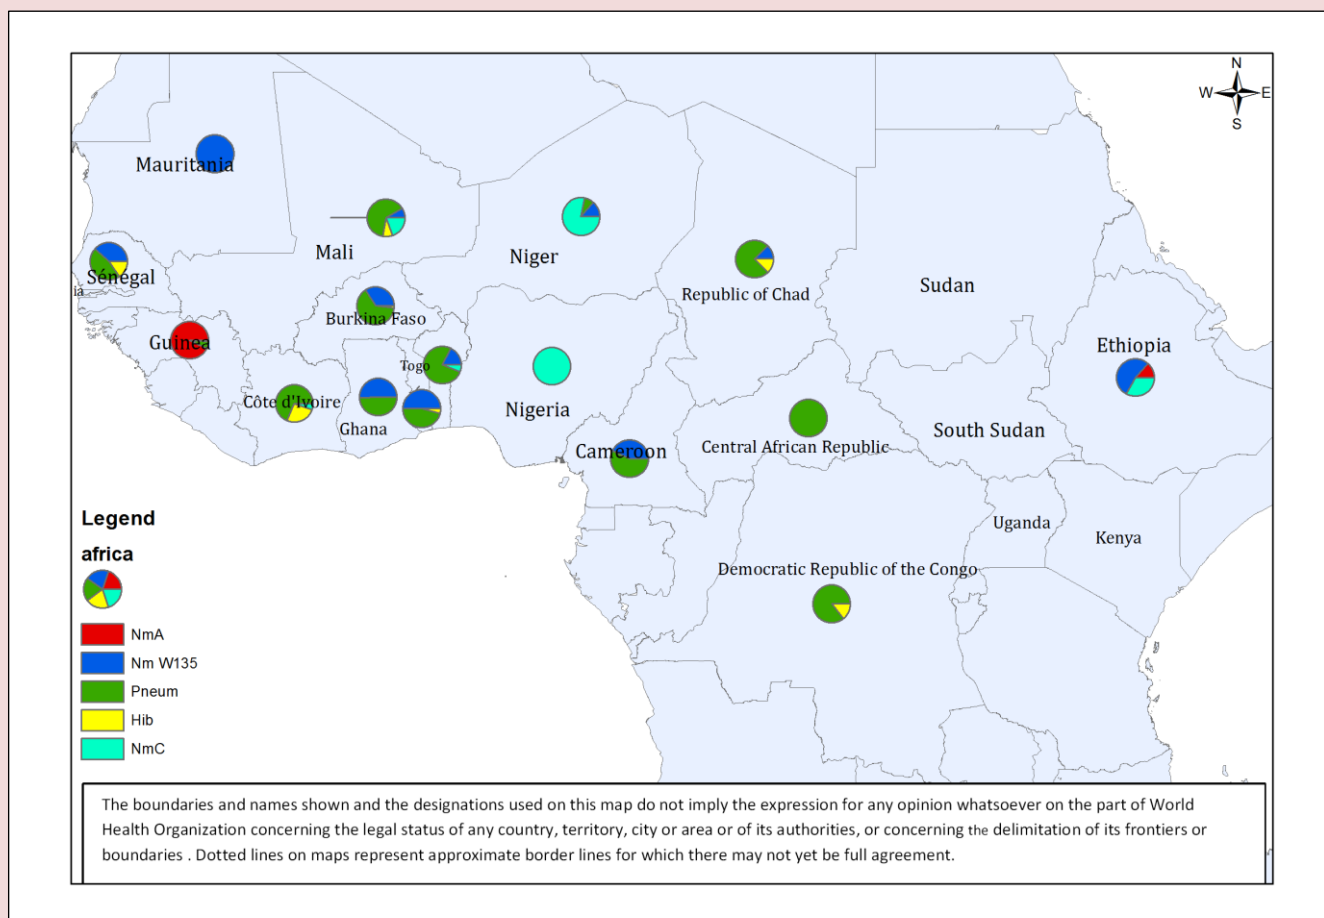 N
W E
S
Mauritania
Mali
Niger
Sénégal
ia
Republic of Chad
Sudan
Burkina Faso
Guinea
Ethiopia
Togo
Côte d'Ivoire
Nigeria
Ghana
South Sudan
Cameroon
Central African Republic
Legend
Uganda
Kenya
africa
Democratic Republic of the Congo
NmA
Nm W135
Pneum
Hib
NmC
The boundaries and names shown and the designations used on this map do not imply the expression for any opinion whatsoever on the part of World
Health Organization concerning the legal status of any country, territory, city or area or of its authorities, or concerning the delimitation of its frontiers or
boundaries . Dotted lines on maps represent approximate border lines for which there may not yet be full agreement.